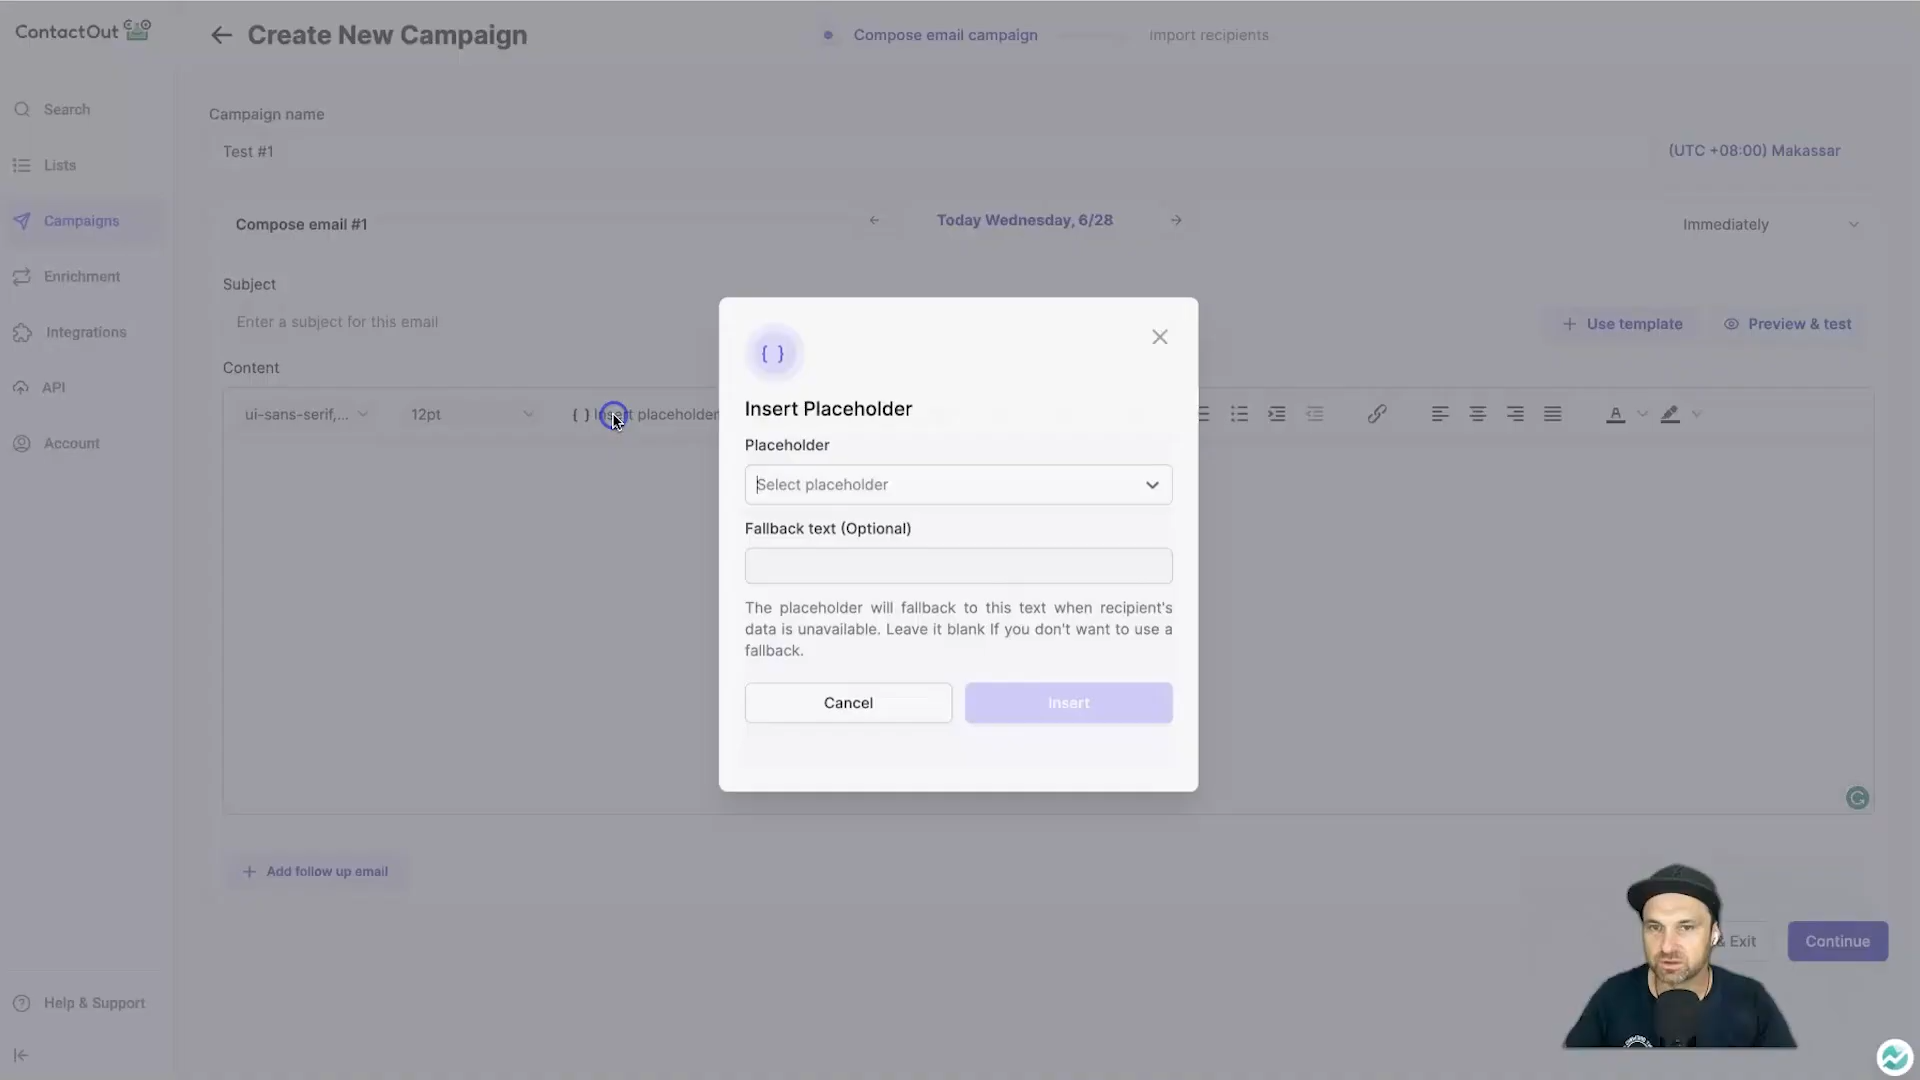 ContactOut
Create New Campaign
Compose email campaign
Import recipients
Search
Lists
Campaigns
Enrichment
Integrations
API
Account
Help & Support
Campaign name
Test #1
(UTC +08:00) Makassar
Compose email #1
Today Wednesday, 6/28
Immediately
Subject
Enter a subject for this email
Use template
Preview & test
Content
ui-sans-serif,...
12pt
{ } Insert placeholder
A
{ }
Insert Placeholder
Placeholder
Select placeholder
Fallback text (Optional)
The placeholder will fallback to this text when recipient's
data is unavailable. Leave it blank If you don't want to use a
fallback.
Cancel
Insert
Add follow up email
& Exit
Continue